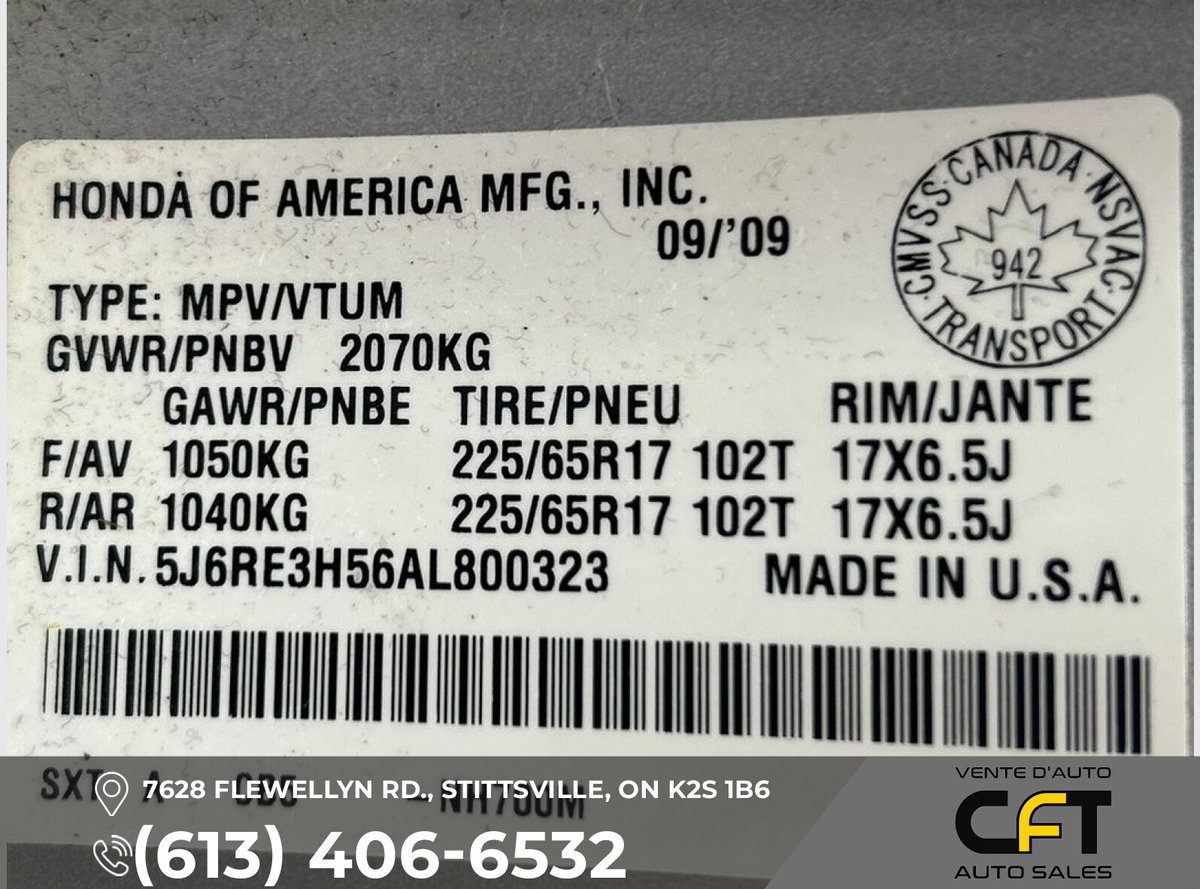 HONDA OF AMERICA MFG., INC.
09/'09
CMVSS·CANADA·NSVAC·TRANSPORT·
942
TYPE: MPV/VTUM
GVWR/PNBV 2070KG
GAWR/PNBE TIRE/PNEU RIM/JANTE
F/AV 1050KG 225/65R17 102T 17X6.5J
R/AR 1040KG 225/65R17 102T 17X6.5J
V.I.N. 5J6RE3H56AL800323 MADE IN U.S.A.
SXT A
7628 FLEWELLYN RD., STITTSVILLE, ON K2S 1B6
(613) 406-6532
VENTE D'AUTO
CFT
AUTO SALES